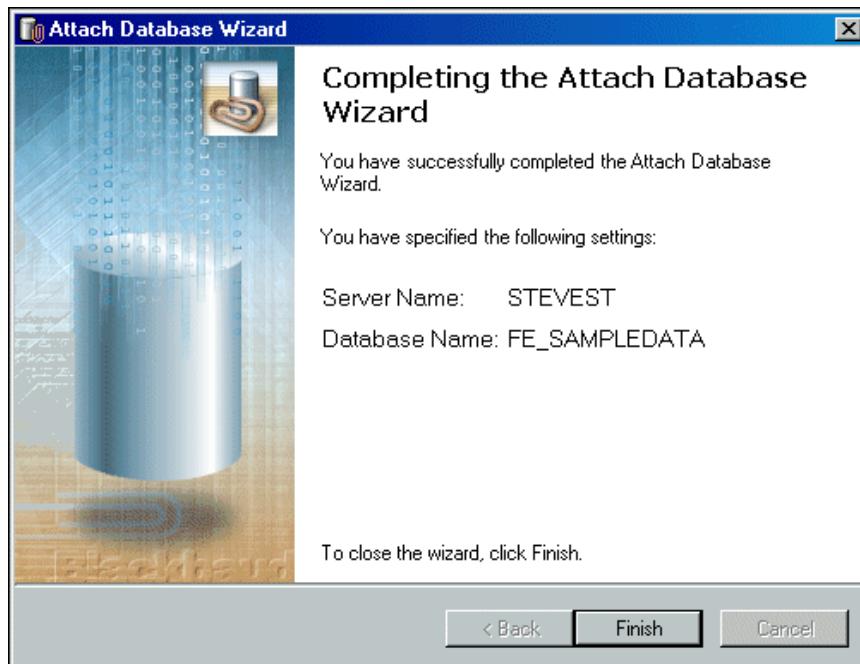 Attach Database Wizard
Completing the Attach Database
Wizard
You have successfully completed the Attach Database
Wizard.
You have specified the following settings:
Server Name: STEVEST
Database Name: FE_SAMPLEDATA
To close the wizard, click Finish.
Blackbaud
< Back
Finish
Cancel